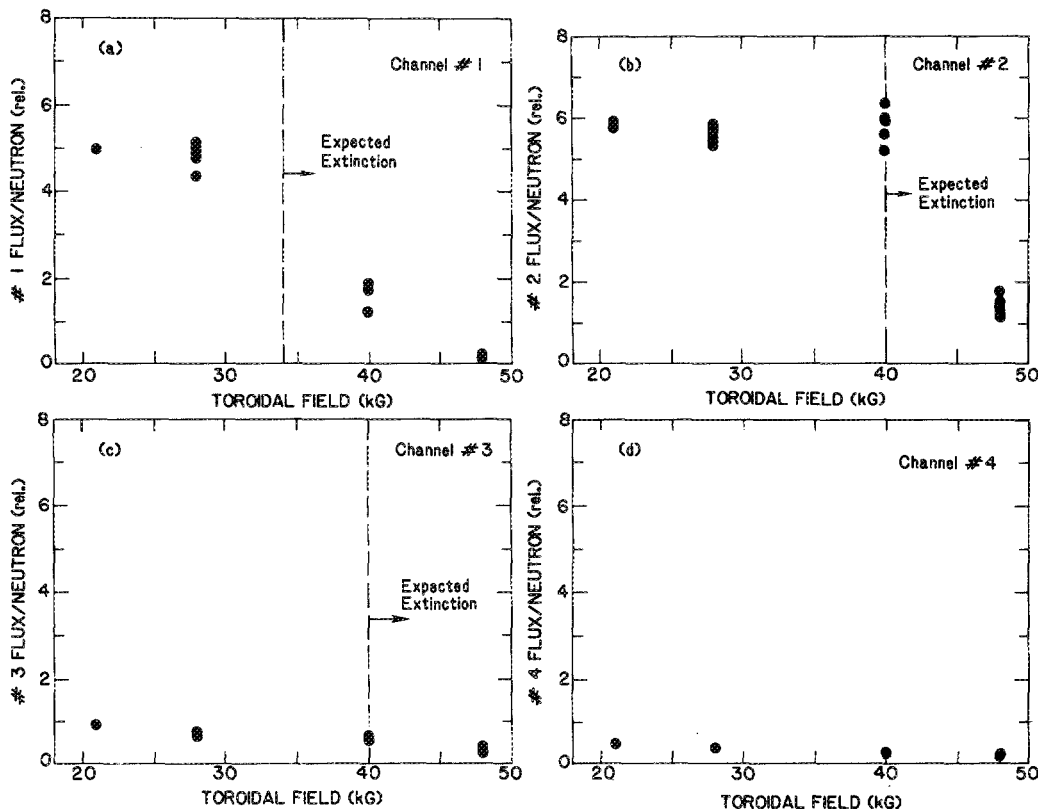 (a)
Channel # 1
# 1 FLUX/NEUTRON (rel.)
8
6
4
2
0
Expected
Extinction
20
30
40
50
TOROIDAL FIELD (kG)
(b)
Channel # 2
# 2 FLUX/NEUTRON (rel.)
8
6
4
2
0
Expected
Extinction
20
30
40
50
TOROIDAL FIELD (kG)
(c)
Channel # 3
# 3 FLUX/NEUTRON (rel.)
8
6
4
2
0
Expected
Extinction
20
30
40
50
TOROIDAL FIELD (kG)
(d)
Channel # 4
# 4 FLUX/NEUTRON (rel.)
8
6
4
2
0
20
30
40
50
TOROIDAL FIELD (kG)